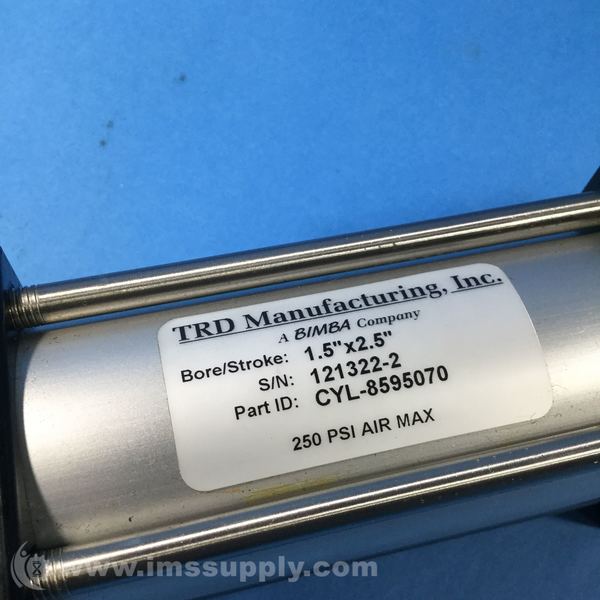 TRD Manufacturing, Inc.
A BIMBA Company
Bore/Stroke: 1.5"x2.5"
S/N: 121322-2
Part ID: CYL-8595070
250 PSI AIR MAX
www.imssupply.com